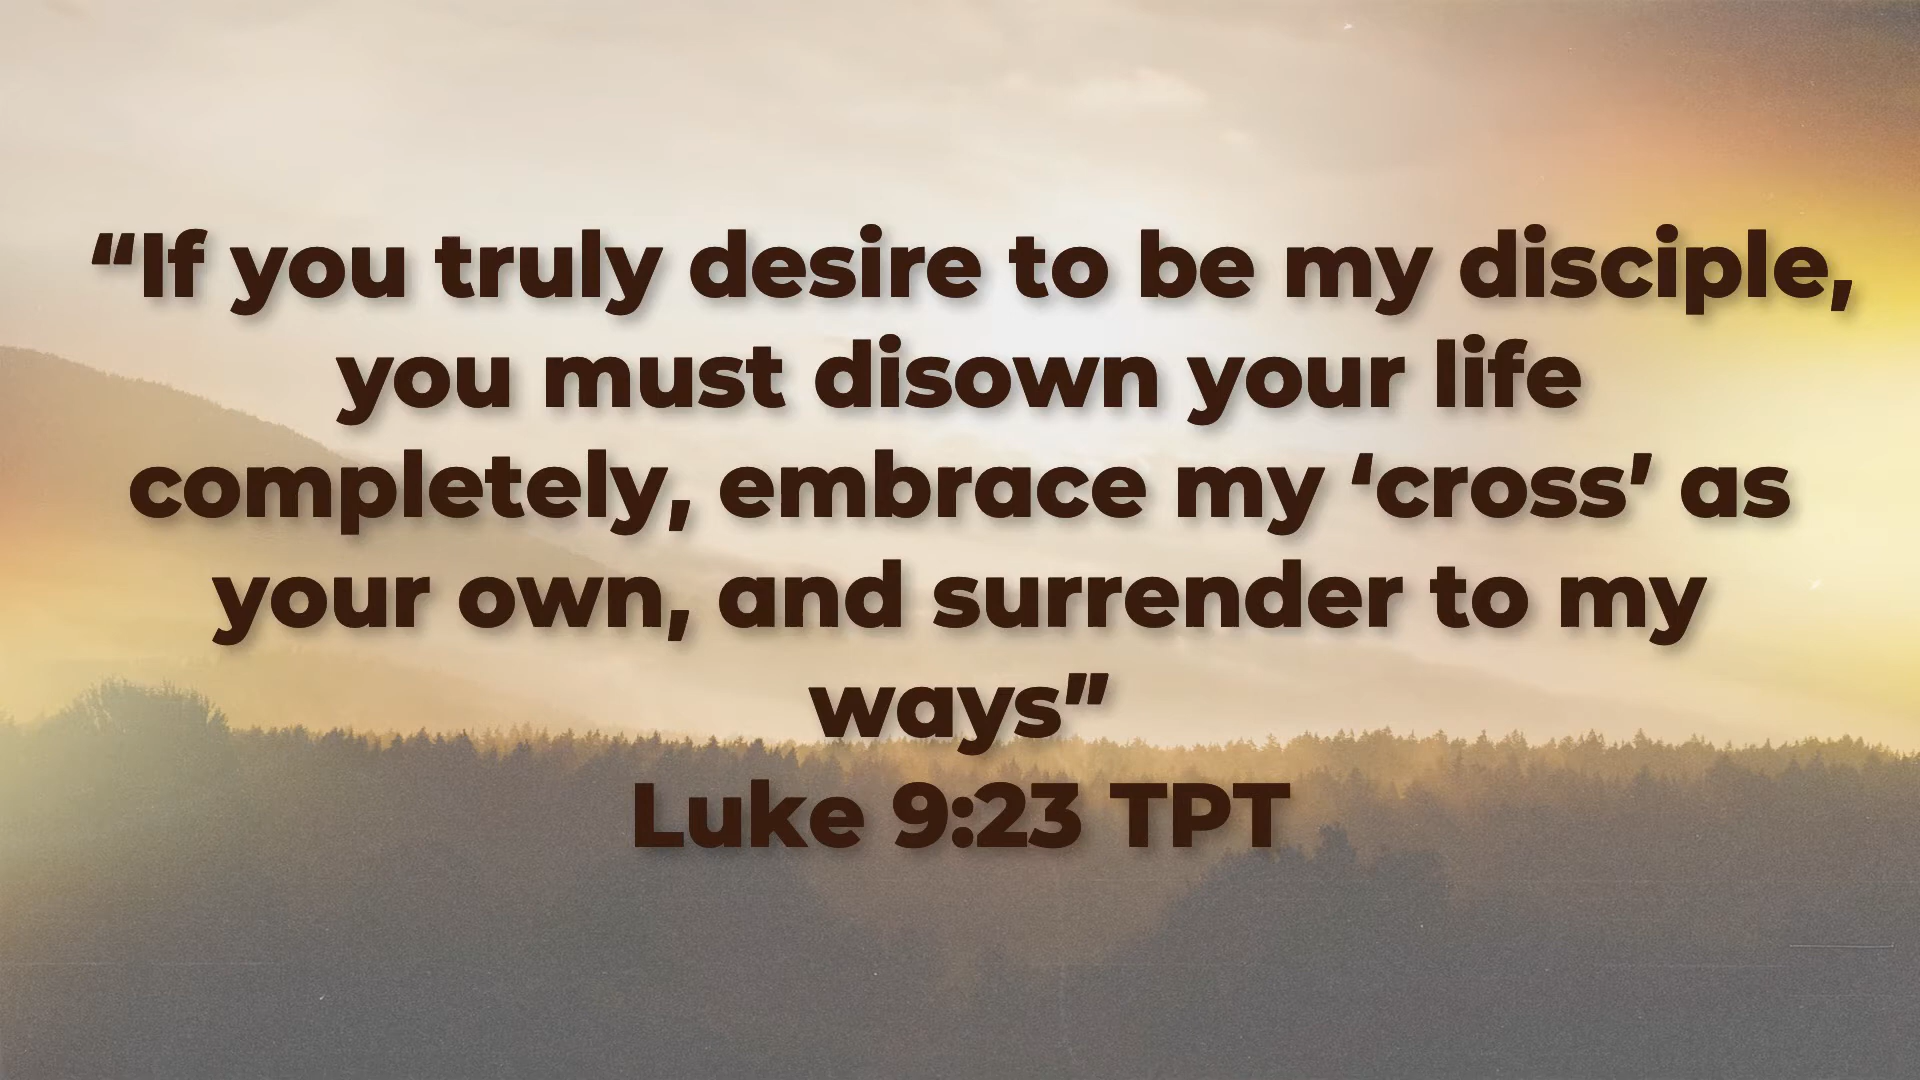 “If you truly desire to be my disciple,
you must disown your life
completely, embrace my ‘cross’ as
your own, and surrender to my
ways”
Luke 9:23 TPT